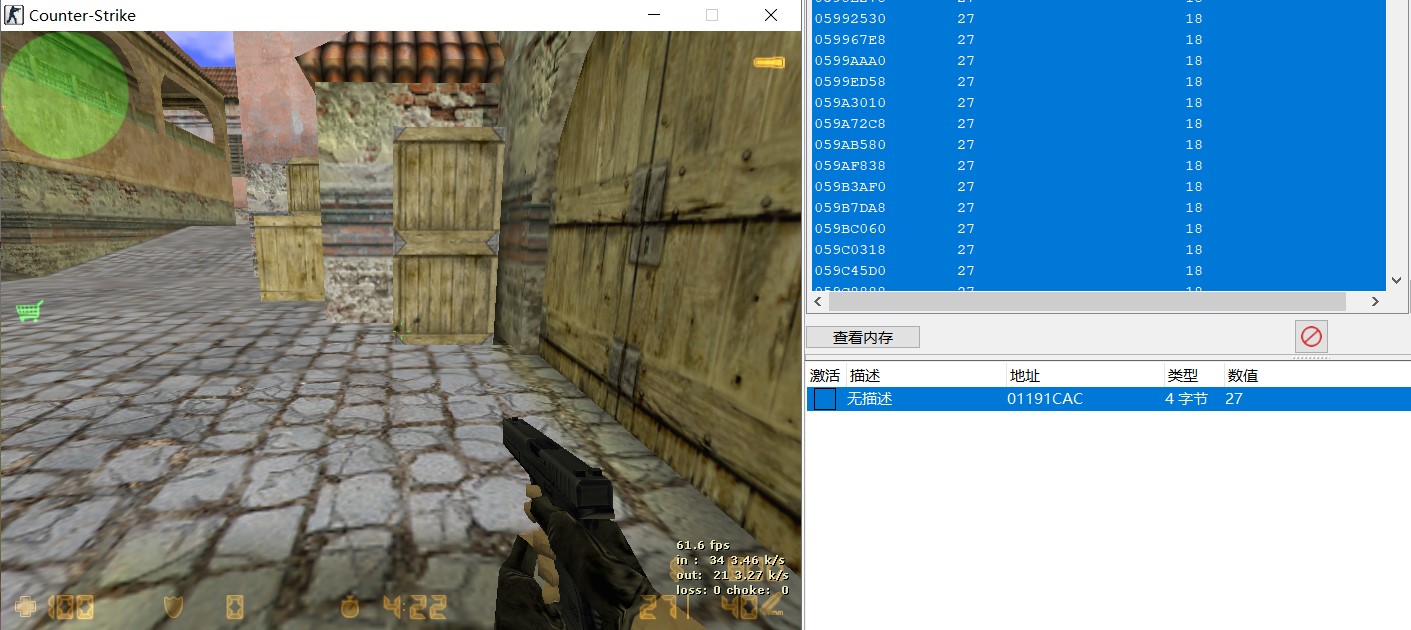 Counter-Strike
61.6 fps
in : 34 3.46 k/s
out: 21 3.27 k/s
loss: 0 choke: 0
100
0
4:22
27
40
05992530 27 18
059967E8 27 18
0599AAA0 27 18
0599ED58 27 18
059A3010 27 18
059A72C8 27 18
059AB580 27 18
059AF838 27 18
059B3AF0 27 18
059B7DA8 27 18
059BC060 27 18
059C0318 27 18
059C45D0 27 18
查看内存
激活 描述 地址 类型 数值
无描述 01191CAC 4 字节 27